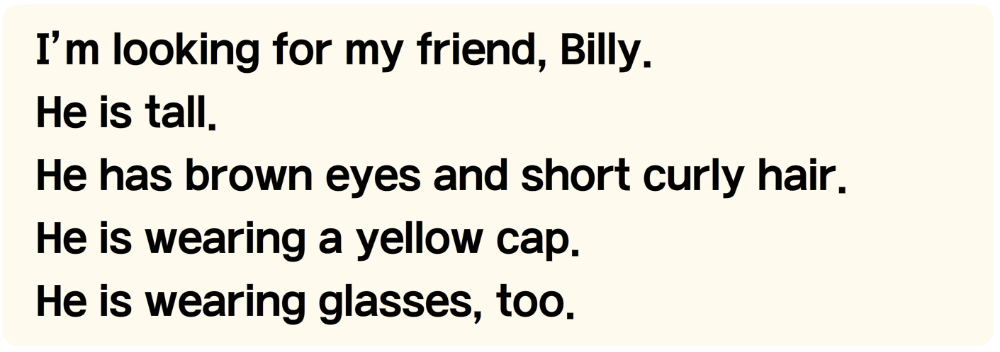 I'm looking for my friend, Billy.
He is tall.
He has brown eyes and short curly hair.
He is wearing a yellow cap.
He is wearing glasses, too.